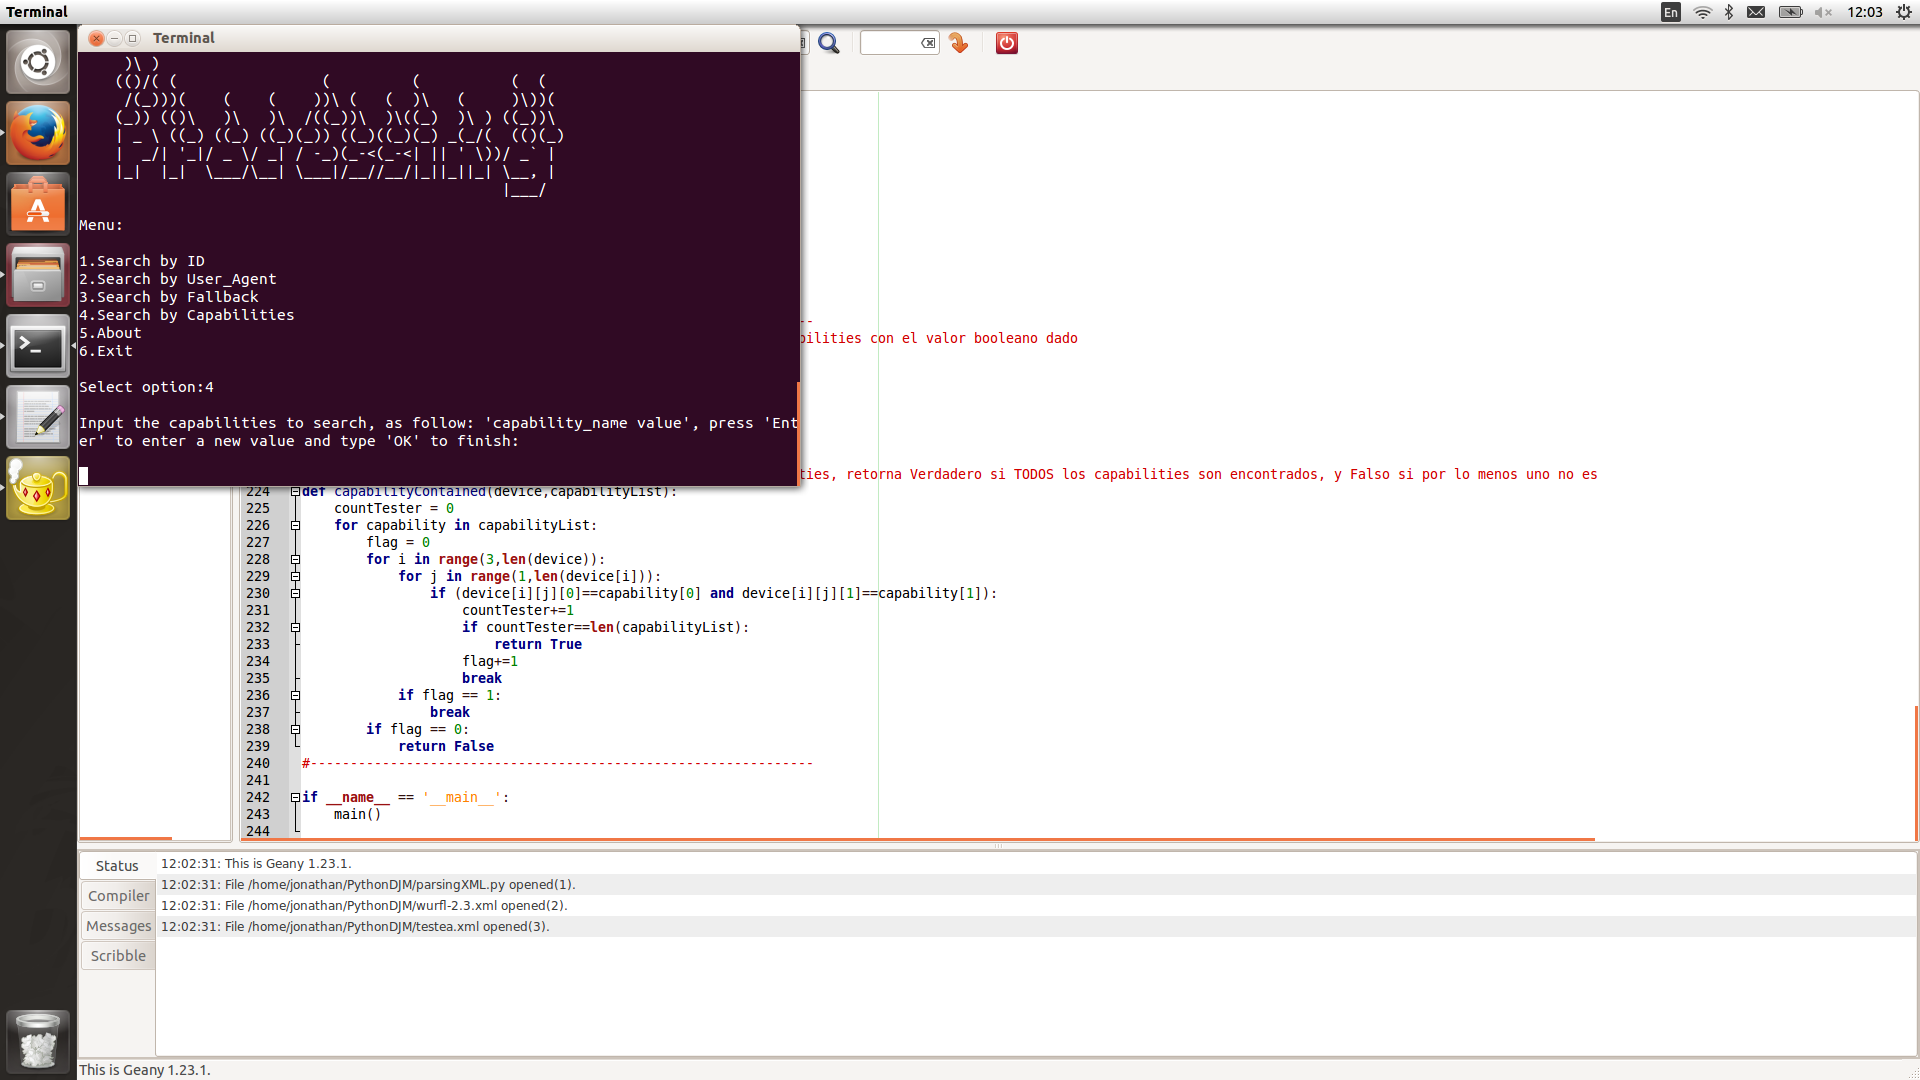 Terminal
En
12:03
Terminal
Menu:
1.Search by ID
2.Search by User_Agent
3.Search by Fallback
4.Search by Capabilities
5.About
6.Exit
Select option:4
Input the capabilities to search, as follow: 'capability_name value', press 'Ent
er' to enter a new value and type 'OK' to finish:
--
bilities con el valor booleano dado
ties, retorna Verdadero si TODOS los capabilities son encontrados, y Falso si por lo menos uno no es
224 def capabilityContained(device,capabilityList):
225 countTester = 0
226 for capability in capabilityList:
227 flag = 0
228 for i in range(3,len(device)):
229 for j in range(1,len(device[i])):
230 if (device[i][j][0]==capability[0] and device[i][j][1]==capability[1]):
231 countTester+=1
232 if countTester==len(capabilityList):
233 return True
234 flag+=1
235 break
236 if flag == 1:
237 break
238 if flag == 0:
239 return False
240 #---------------------------------------------------------------
241
242 if __name__ == '__main__':
243 main()
244
Status
Compiler
Messages
Scribble
12:02:31: This is Geany 1.23.1.
12:02:31: File /home/jonathan/PythonDJM/parsingXML.py opened(1).
12:02:31: File /home/jonathan/PythonDJM/wurfl-2.3.xml opened(2).
12:02:31: File /home/jonathan/PythonDJM/testea.xml opened(3).
This is Geany 1.23.1.